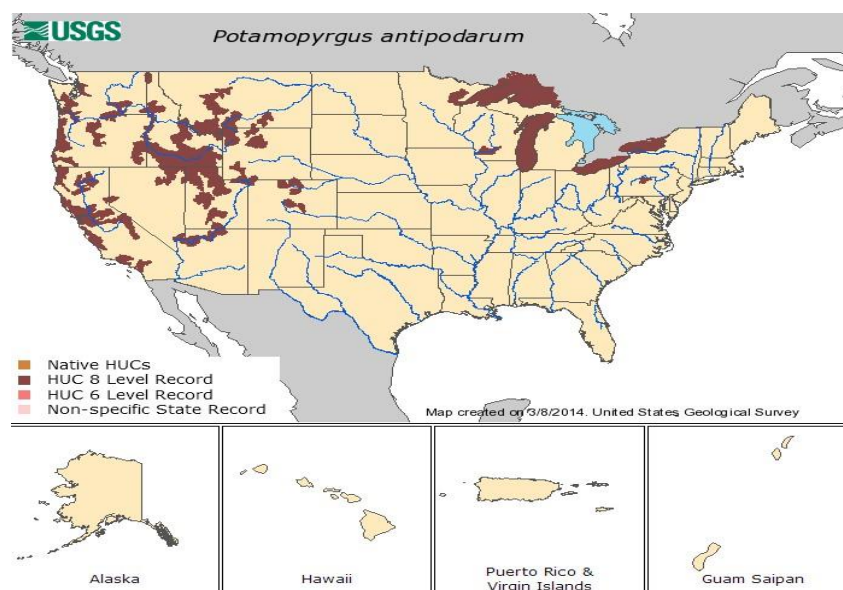 USGS
Potamopyrgus antipodarum
Native HUCs
HUC 8 Level Record
HUC 6 Level Record
Non-specific State Record
Map created on 3/8/2014. United States Geological Survey
Alaska
Hawaii
Puerto Rico &
Virgin Islands
Guam Saipan